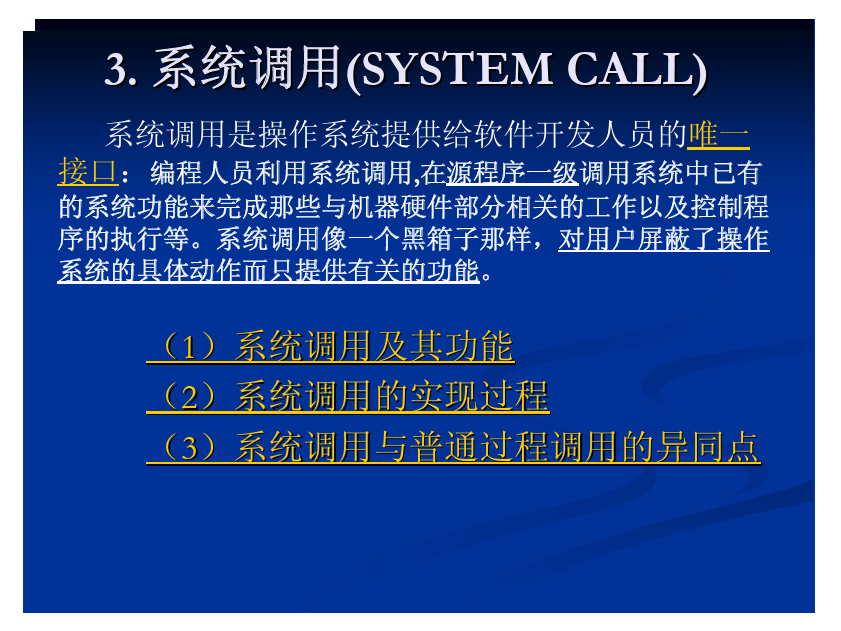 3. 系统调用(SYSTEM CALL)
系统调用是操作系统提供给软件开发人员的唯一
接口：编程人员利用系统调用,在源程序一级调用系统中已有
的系统功能来完成那些与机器硬件部分相关的工作以及控制程
序的执行等。系统调用像一个黑箱子那样，对用户屏蔽了操作
系统的具体动作而只提供有关的功能。
（1）系统调用及其功能
（2）系统调用的实现过程
（3）系统调用与普通过程调用的异同点